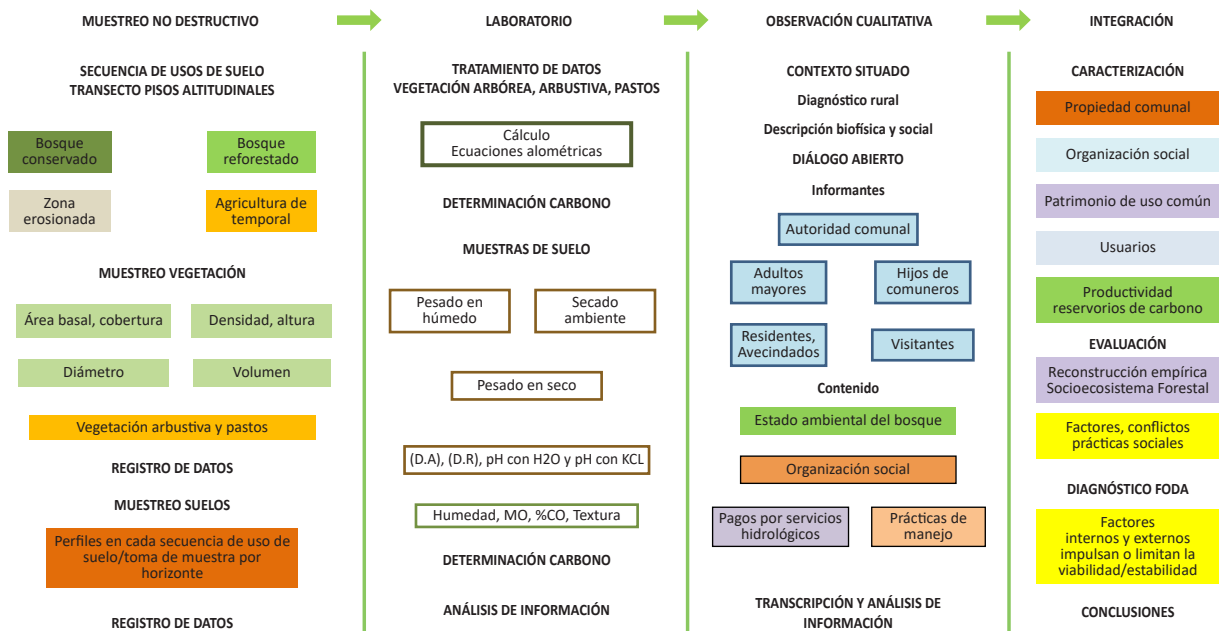 MUESTREO NO DESTRUCTIVO
SECUENCIA DE USOS DE SUELO
TRANSECTO PISOS ALTITUDINALES
Bosque
conservado
Bosque
reforestado
Zona
erosionada
Agricultura de
temporal
MUESTREO VEGETACIÓN
Área basal, cobertura
Densidad, altura
Diámetro
Volumen
Vegetación arbustiva y pastos
REGISTRO DE DATOS
MUESTREO SUELOS
Perfiles en cada secuencia de uso de
suelo/toma de muestra por
horizonte
REGISTRO DE DATOS
LABORATORIO
TRATAMIENTO DE DATOS
VEGETACIÓN ARBÓREA, ARBUSTIVA, PASTOS
Cálculo
Ecuaciones alométricas
DETERMINACIÓN CARBONO
MUESTRAS DE SUELO
Pesado en
húmedo
Secado
ambiente
Pesado en seco
(D.A), (D.R), pH con H2O y pH con KCL
Humedad, MO, %CO, Textura
DETERMINACIÓN CARBONO
ANÁLISIS DE INFORMACIÓN
OBSERVACIÓN CUALITATIVA
CONTEXTO SITUADO
Diagnóstico rural
Descripción biofísica y social
DIÁLOGO ABIERTO
Informantes
Autoridad comunal
Adultos
mayores
Hijos de
comuneros
Residentes,
Avecindados
Visitantes
Contenido
Estado ambiental del bosque
Organización social
Pagos por servicios
hidrológicos
Prácticas de
manejo
TRANSCRIPCIÓN Y ANÁLISIS DE
INFORMACIÓN
INTEGRACIÓN
CARACTERIZACIÓN
Propiedad comunal
Organización social
Patrimonio de uso común
Usuarios
Productividad
reservorios de carbono
EVALUACIÓN
Reconstrucción empírica
Socioecosistema Forestal
Factores, conflictos
prácticas sociales
DIAGNÓSTICO FODA
Factores
internos y externos
impulsan o limitan la
viabilidad/estabilidad
CONCLUSIONES